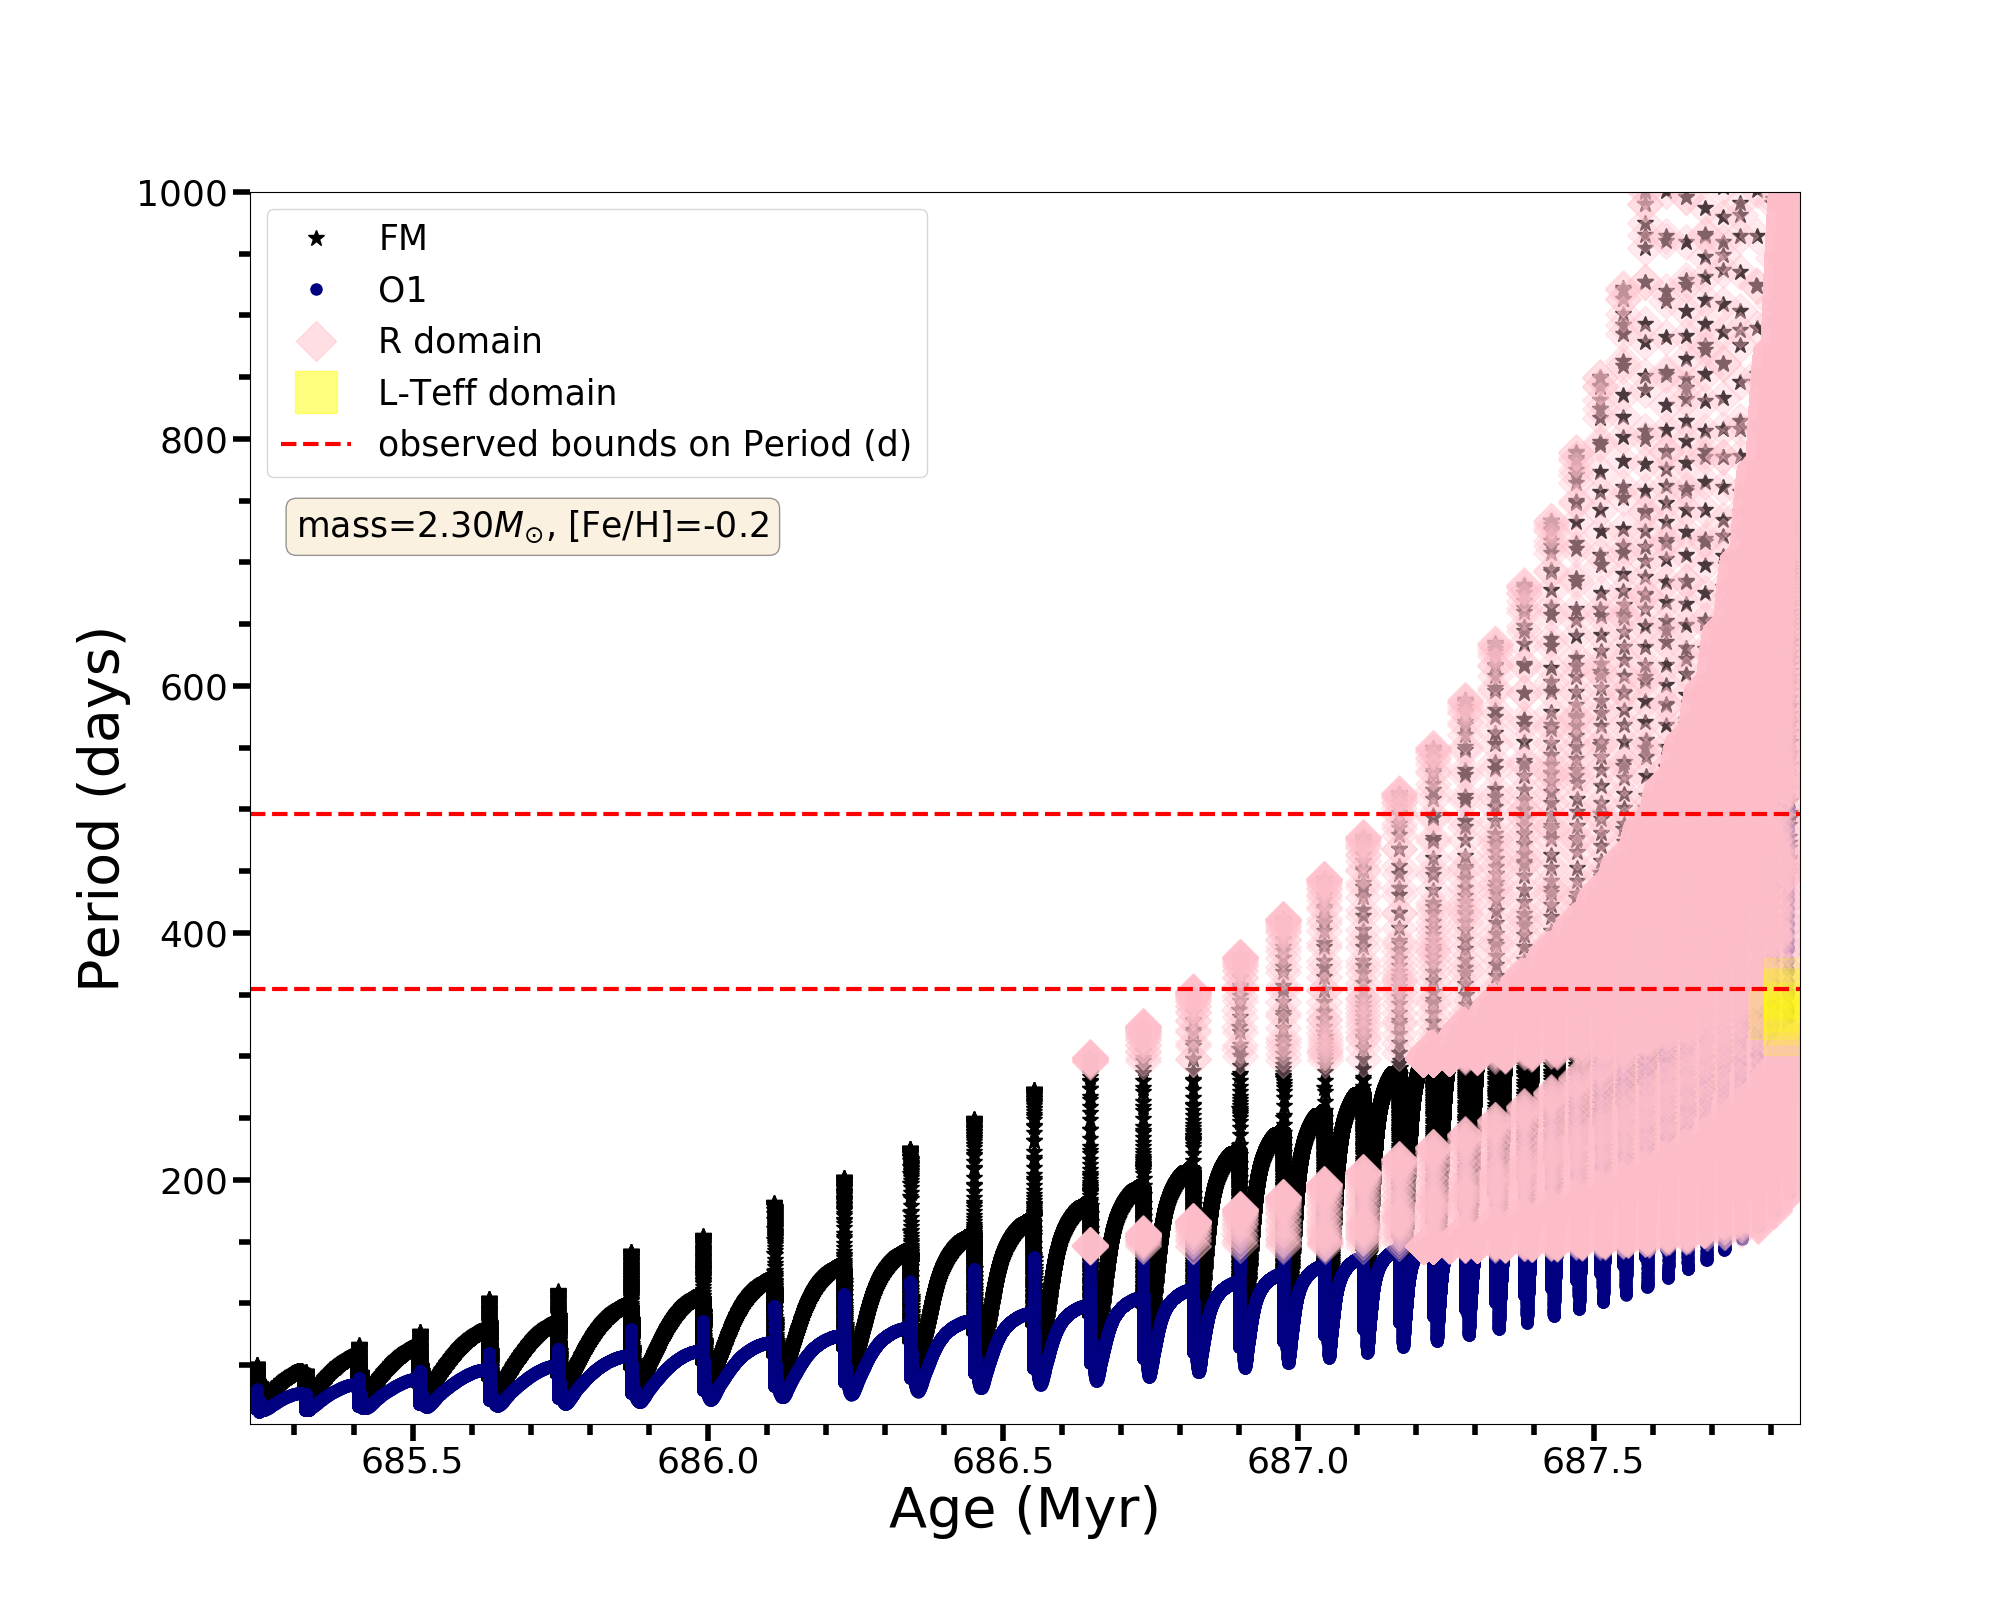 1000
800
600
400
200
Period (days)
FM
O1
R domain
L-Teff domain
observed bounds on Period (d)
mass=2.30M☉, [Fe/H]=-0.2
685.5 686.0 686.5 687.0 687.5
Age (Myr)